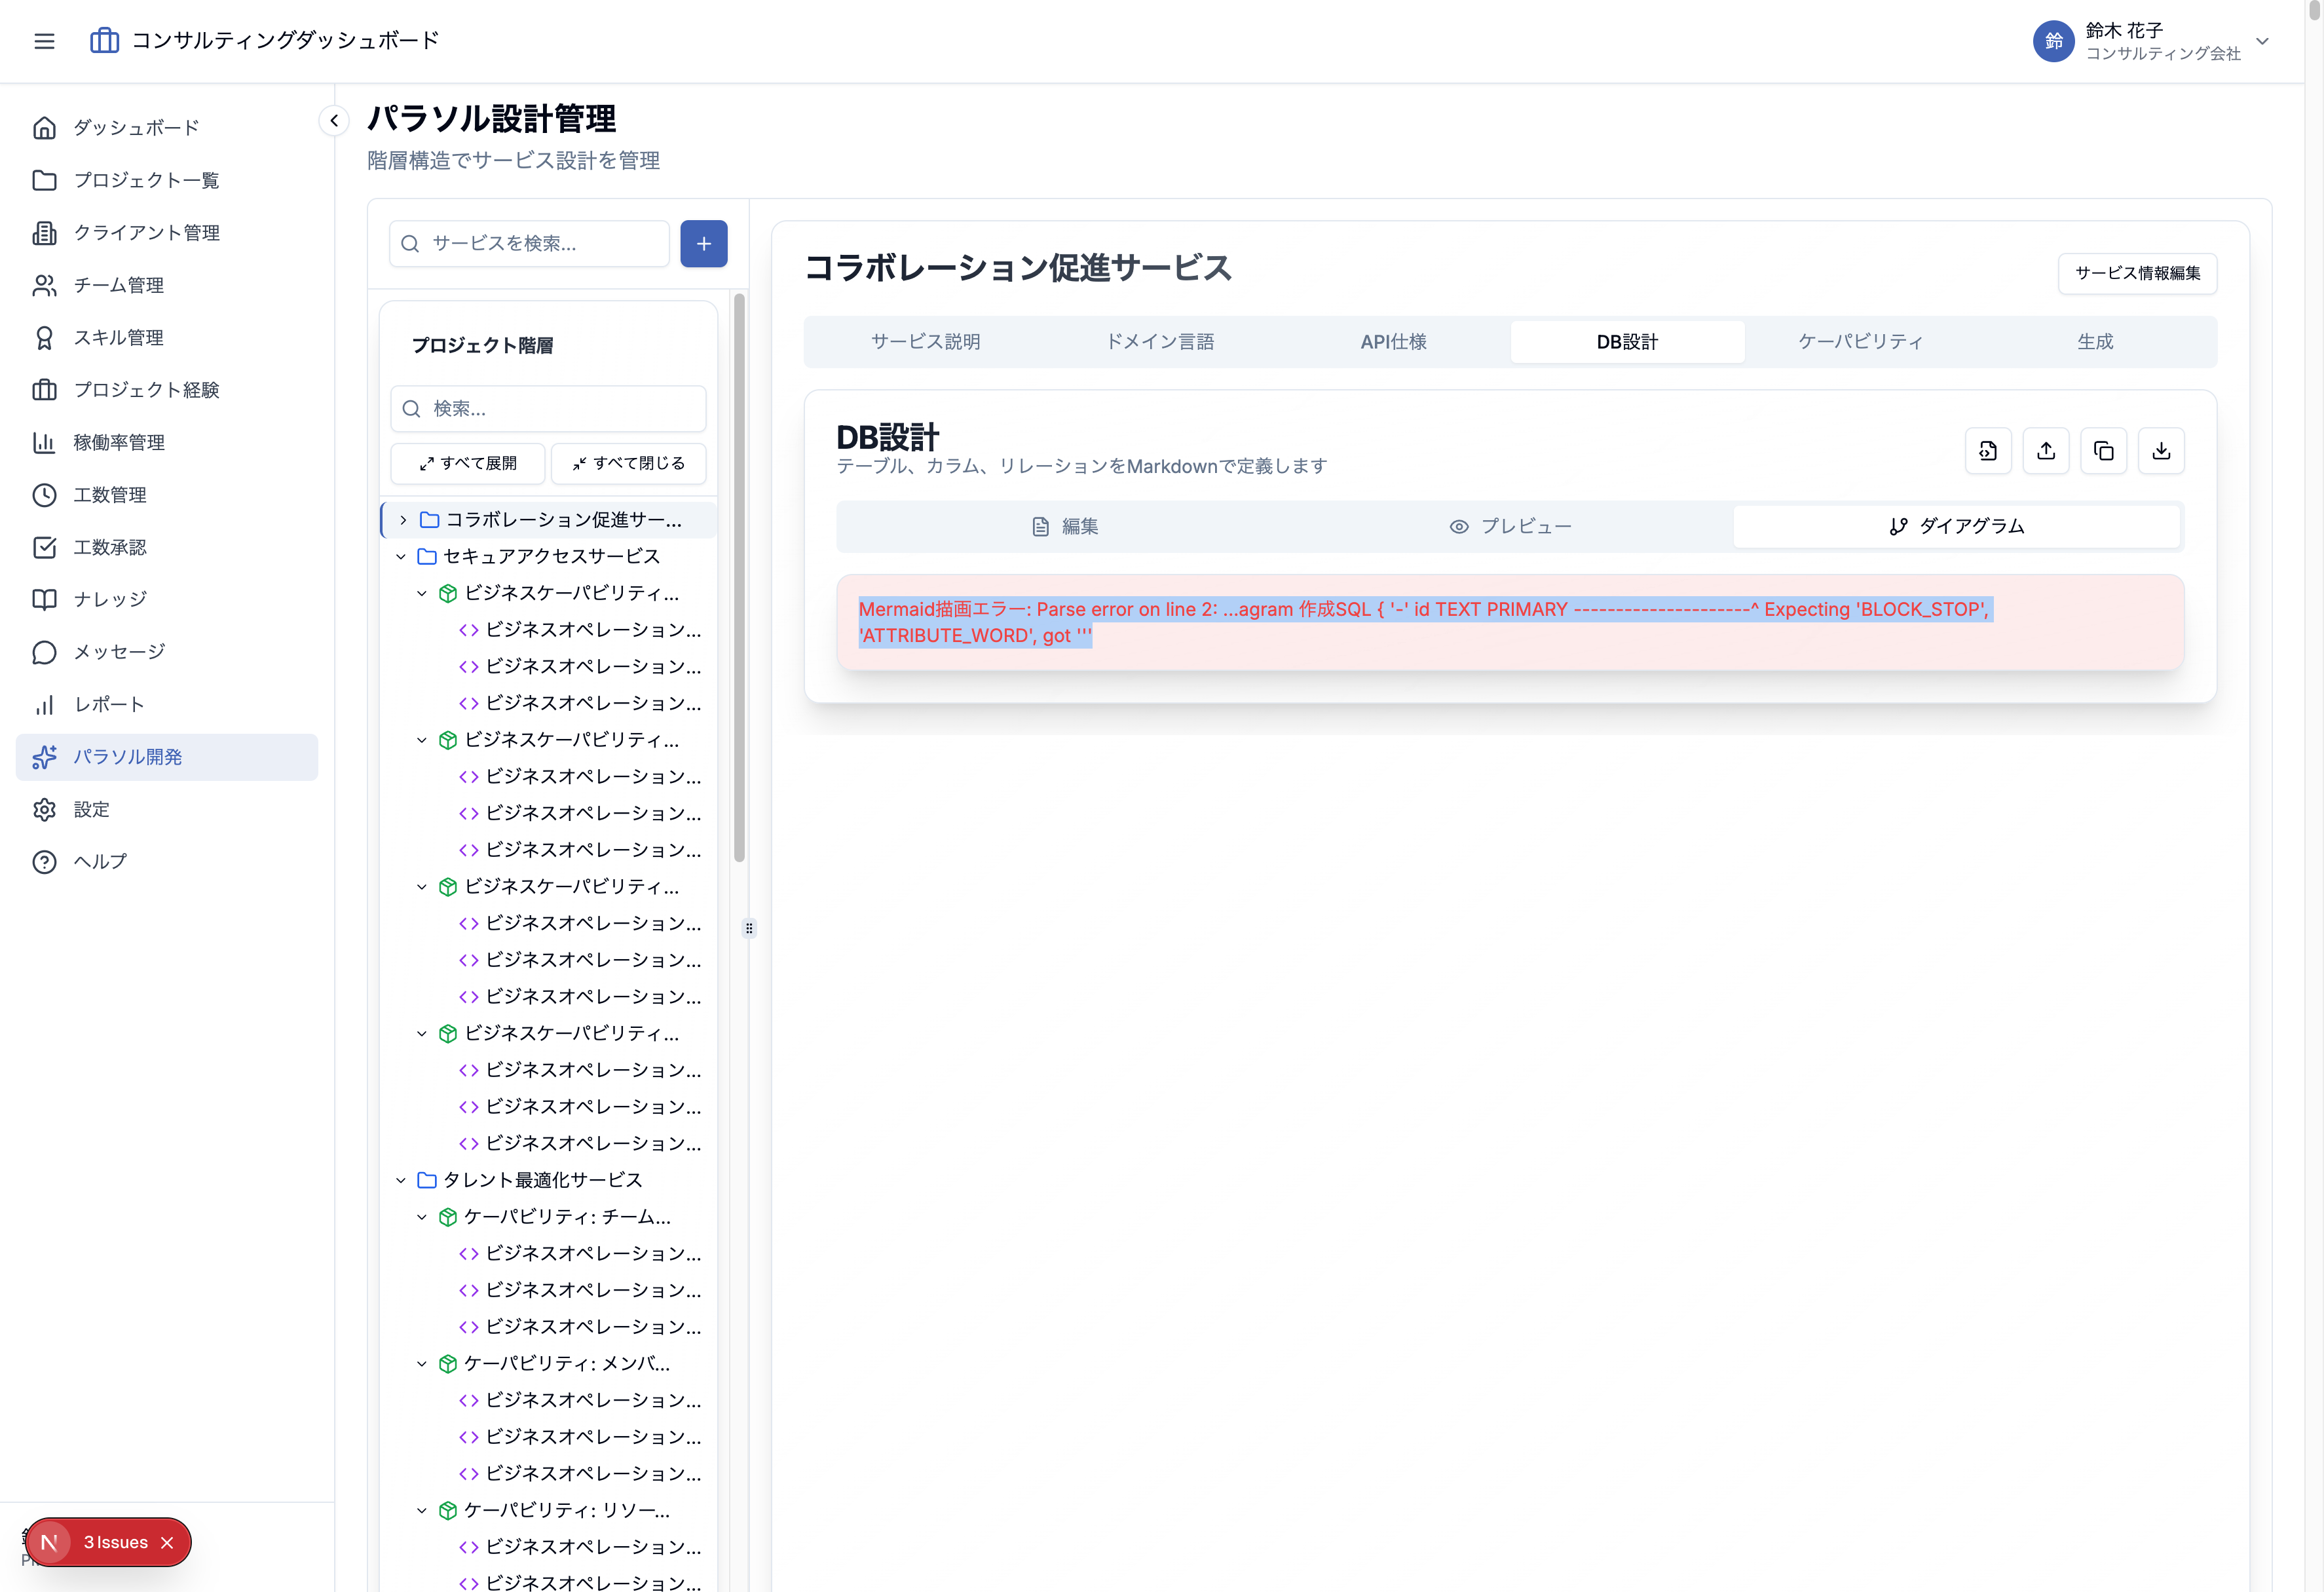 コンサルティングダッシュボード
鈴
鈴木 花子
コンサルティング会社
ダッシュボード
プロジェクト一覧
クライアント管理
チーム管理
スキル管理
プロジェクト経験
稼働率管理
工数管理
工数承認
ナレッジ
メッセージ
レポート
パラソル開発
設定
ヘルプ
N 3 Issues
パラソル設計管理
階層構造でサービス設計を管理
サービスを検索...
プロジェクト階層
検索...
すべて展開 すべて閉じる
コラボレーション促進サー...
セキュアアクセスサービス
ビジネスケーパビリティ...
ビジネスオペレーション...
ビジネスオペレーション...
ビジネスオペレーション...
ビジネスケーパビリティ...
ビジネスオペレーション...
ビジネスオペレーション...
ビジネスオペレーション...
ビジネスケーパビリティ...
ビジネスオペレーション...
ビジネスオペレーション...
ビジネスオペレーション...
ビジネスケーパビリティ...
ビジネスオペレーション...
ビジネスオペレーション...
ビジネスオペレーション...
タレント最適化サービス
ケーパビリティ: チーム...
ビジネスオペレーション...
ビジネスオペレーション...
ビジネスオペレーション...
ケーパビリティ: メンバ...
ビジネスオペレーション...
ビジネスオペレーション...
ビジネスオペレーション...
ケーパビリティ: リソー...
ビジネスオペレーション...
ビジネスオペレーション...
コラボレーション促進サービス
サービス情報編集
サービス説明 ドメイン言語 API仕様 DB設計 ケーパビリティ 生成
DB設計
テーブル、カラム、リレーションをMarkdownで定義します
編集 プレビュー ダイアグラム
Mermaid描画エラー: Parse error on line 2: ...agram 作成SQL { '-' id TEXT PRIMARY ---------------------^ Expecting 'BLOCK_STOP',
'ATTRIBUTE_WORD', got '''